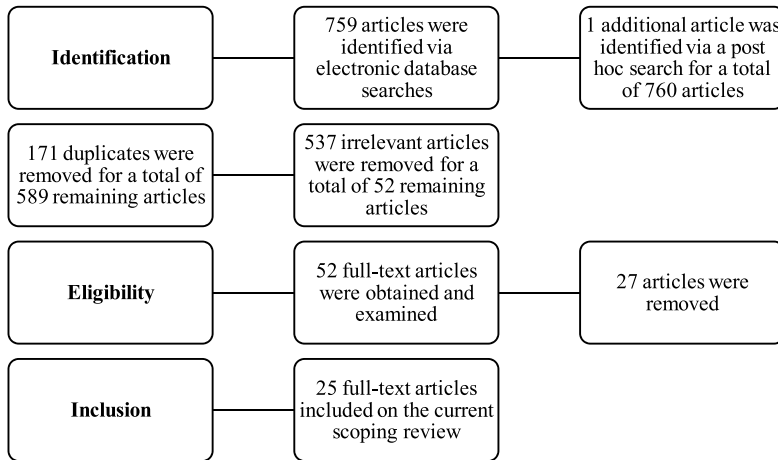 Identification
759 articles were
identified via
electronic database
searches
1 additional article was
identified via a post
hoc search for a total
of 760 articles
171 duplicates were
removed for a total of
589 remaining articles
537 irrelevant articles
were removed for a
total of 52 remaining
articles
Eligibility
52 full-text articles
were obtained and
examined
27 articles were
removed
Inclusion
25 full-text articles
included on the current
scoping review